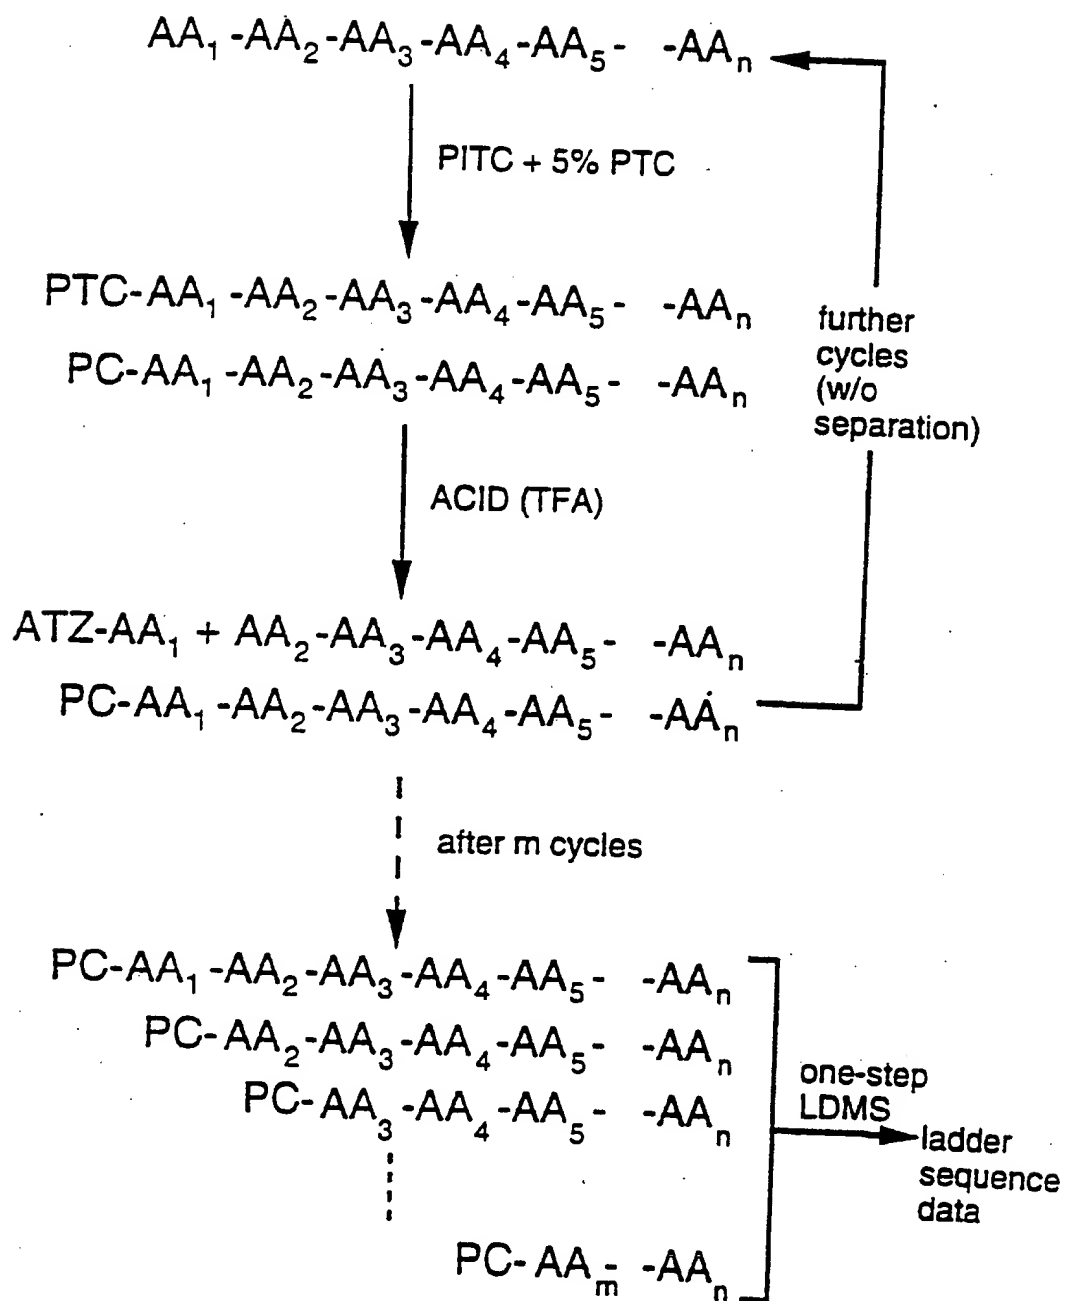 AA₁ -AA₂-AA₃-AA₄-AA₅- -AAₙ
PITC + 5% PTC
PTC-AA₁ -AA₂-AA₃-AA₄-AA₅- -AAₙ
PC-AA₁ -AA₂-AA₃-AA₄-AA₅- -AAₙ
further
cycles
(w/o
separation)
ACID (TFA)
ATZ-AA₁ + AA₂-AA₃-AA₄-AA₅- -AAₙ
PC-AA₁ -AA₂-AA₃-AA₄-AA₅- -AAₙ
after m cycles
PC-AA₁ -AA₂-AA₃-AA₄-AA₅- -AAₙ
PC-AA₂-AA₃-AA₄-AA₅- -AAₙ
PC-AA₃ -AA₄ -AA₅- -AAₙ
PC-AAₘ- -AAₙ
one-step
LDMS
ladder
sequence
data